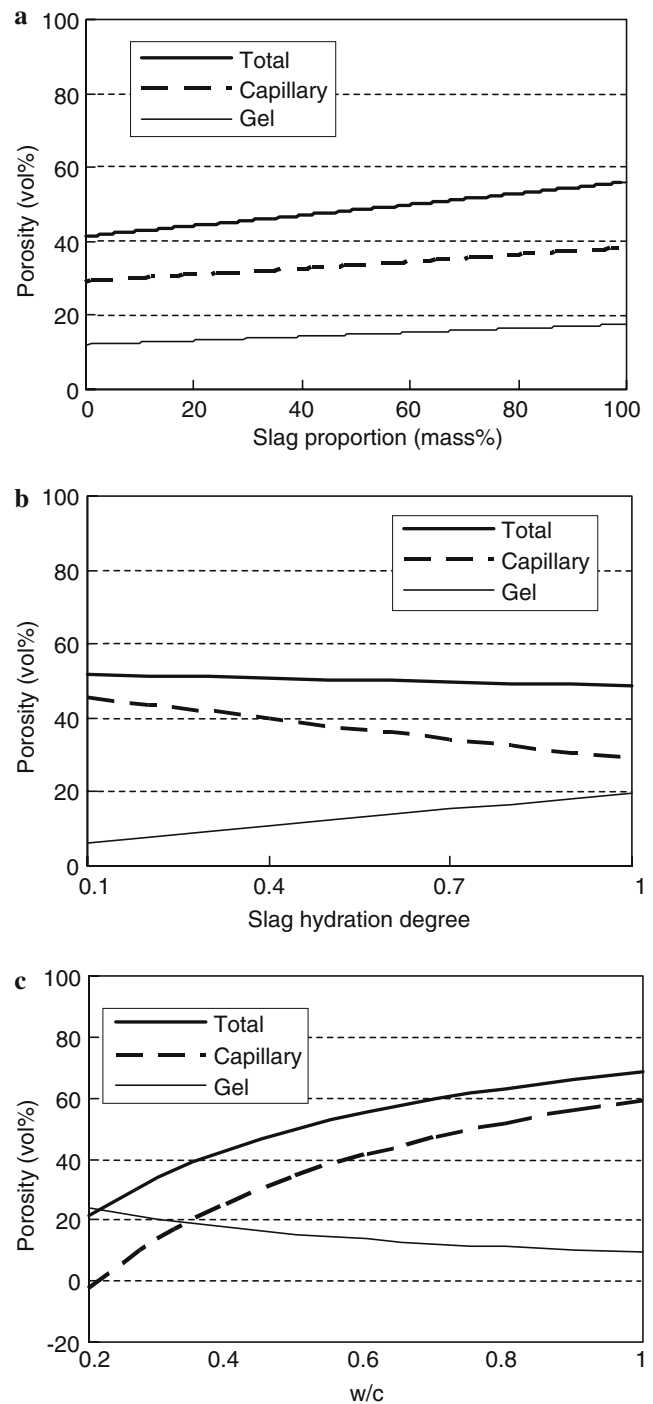 a
100
80
60
40
20
0
Porosity (vol%)
Total
Capillary
Gel
0 20 40 60 80 100
Slag proportion (mass%)
b
100
80
60
40
20
0
Porosity (vol%)
Total
Capillary
Gel
0.1 0.4 0.7 1
Slag hydration degree
c
100
80
60
40
20
0
-20
Porosity (vol%)
Total
Capillary
Gel
0.2 0.4 0.6 0.8 1
w/c